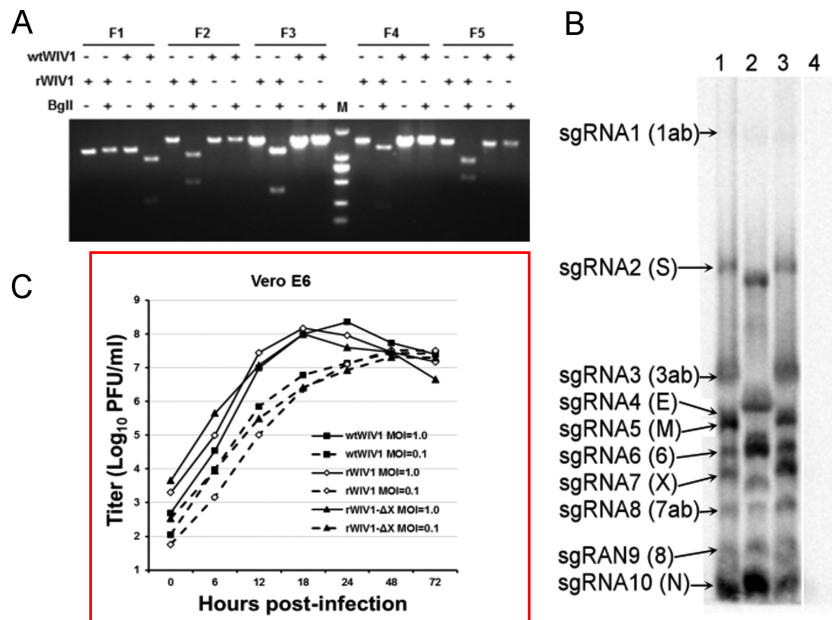 A
F1 F2 F3 F4 F5
wtWIV1 - - + + - - + + - - + + - - + + - - + +
rWIV1 + + - - + + - - + + - - + + - - + + - -
BglI - + - + - + - + - + - + M - + - + - + - +
B
1 2 3 4
sgRNA1 (1ab)
sgRNA2 (S)
sgRNA3 (3ab)
sgRNA4 (E)
sgRNA5 (M)
sgRNA6 (6)
sgRNA7 (X)
sgRNA8 (7ab)
sgRAN9 (8)
sgRNA10 (N)
C
Vero E6
Titer (Log10 PFU/ml)
9
8
7
6
5
4
3
2
1
wtWIV1 MOI=1.0
wtWIV1 MOI=0.1
rWIV1 MOI=1.0
rWIV1 MOI=0.1
rWIV1-ΔX MOI=1.0
rWIV1-ΔX MOI=0.1
0 6 12 18 24 48 72
Hours post-infection